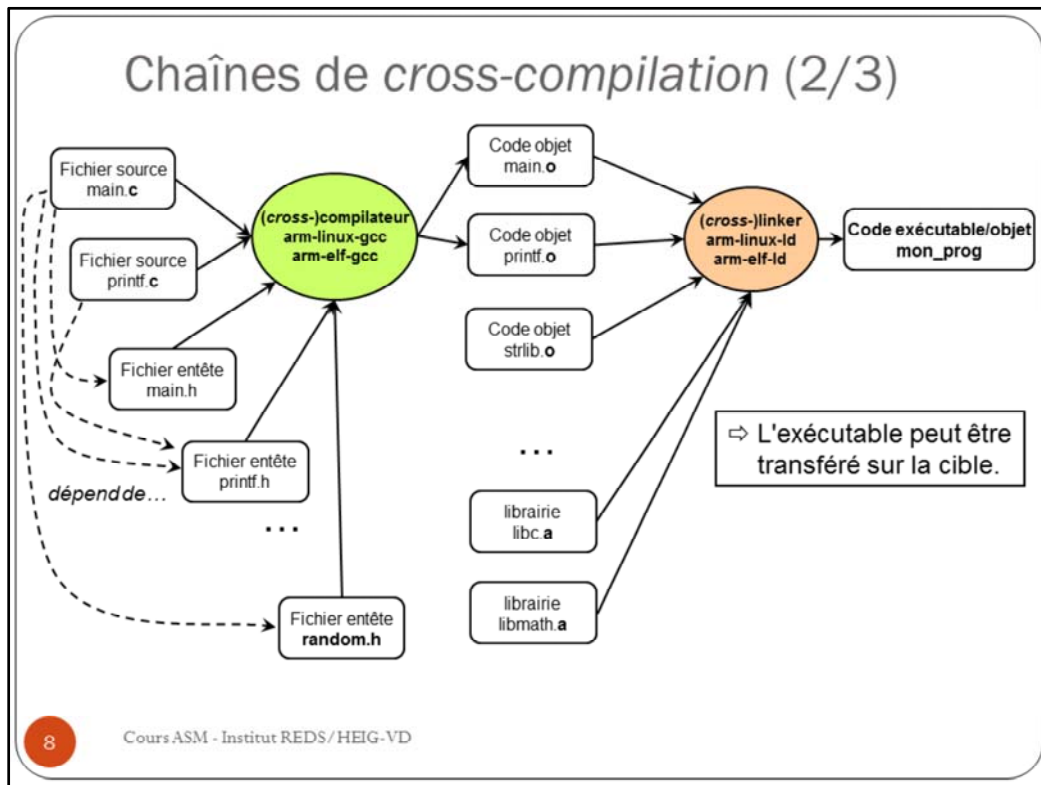 Chaînes de cross-compilation (2/3)
Fichier source
main.c
Fichier source
printf.c
Fichier entête
main.h
Fichier entête
printf.h
dépend de...
...
Fichier entête
random.h
(cross-)compilateur
arm-linux-gcc
arm-elf-gcc
Code objet
main.o
Code objet
printf.o
Code objet
strlib.o
...
librairie
libc.a
librairie
libmath.a
(cross-)linker
arm-linux-ld
arm-elf-ld
Code exécutable/objet
mon_prog
⇨ L'exécutable peut être
transféré sur la cible.
8
Cours ASM - Institut REDS/HEIG-VD